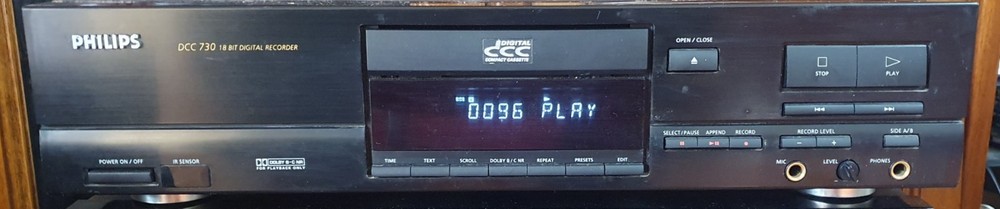 PHILIPS
DCC 730 18 BIT DIGITAL RECORDER
DIGITAL
CCC
COMPACT CASSETTE
OPEN / CLOSE
STOP
PLAY
0096 PLAY
SELECT/PAUSE APPEND RECORD
RECORD LEVEL
- +
SIDE A/B
POWER ON / OFF
IR SENSOR
DOLBY B-C NR
FOR PLAYBACK ONLY
TIME TEXT SCROLL DOLBY B / C NR REPEAT PRESETS EDIT
MIC LEVEL PHONES